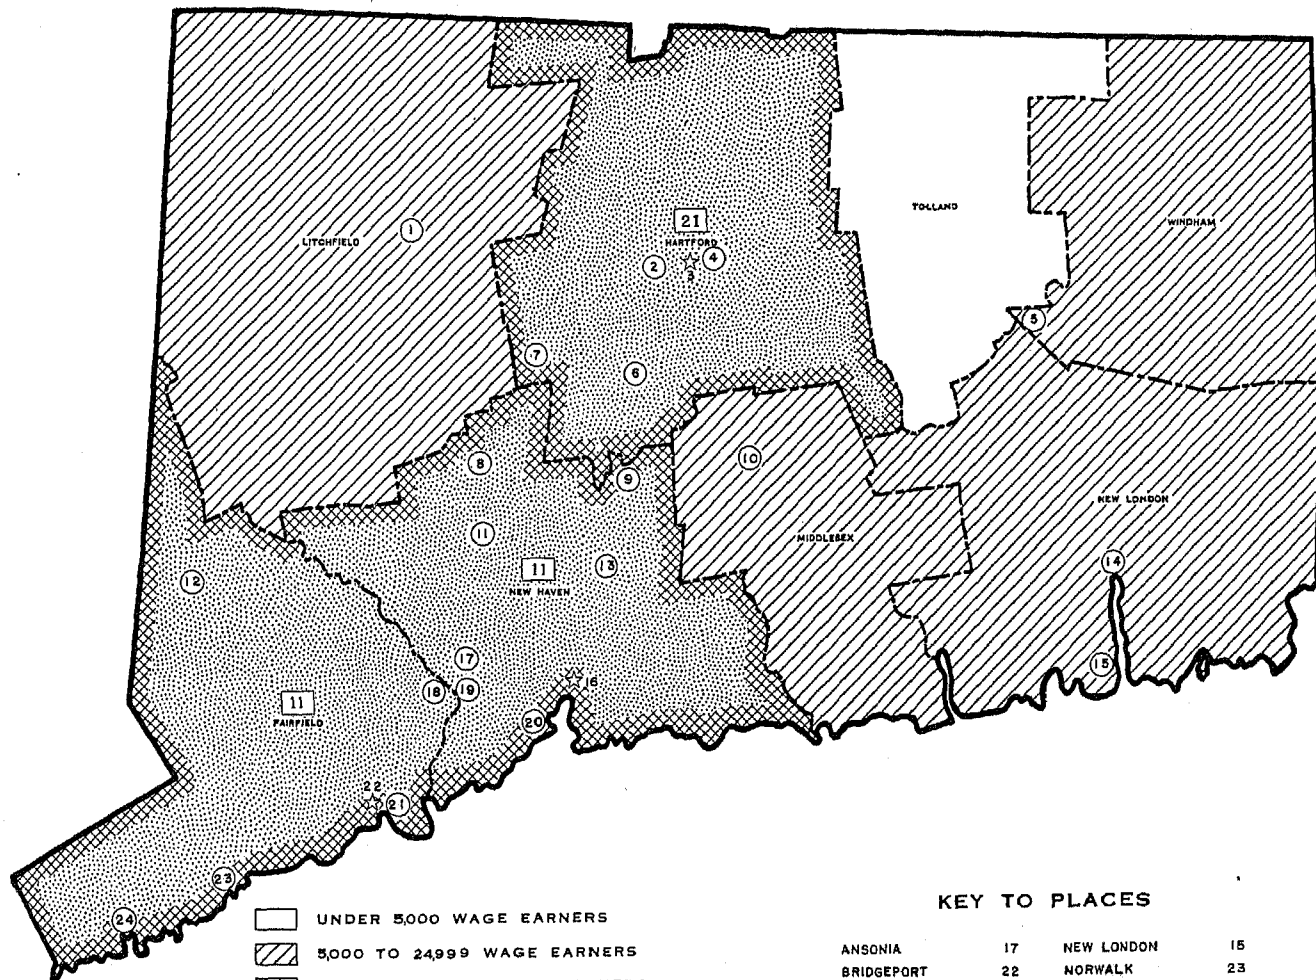 TOLLAND
WINDHAM
LITCHFIELD
1
21
HARTFORD
2
4
3
5
7
6
8
9
10
NEW LONDON
MIDDLESEX
11
11
NEW HAVEN
13
12
14
15
17
18
19
16
11
FAIRFIELD
20
22
21
23
24
UNDER 5,000 WAGE EARNERS
5,000 TO 24,999 WAGE EARNERS
KEY TO PLACES
ANSONIA 17 NEW LONDON 15
BRIDGEPORT 22 NORWALK 23